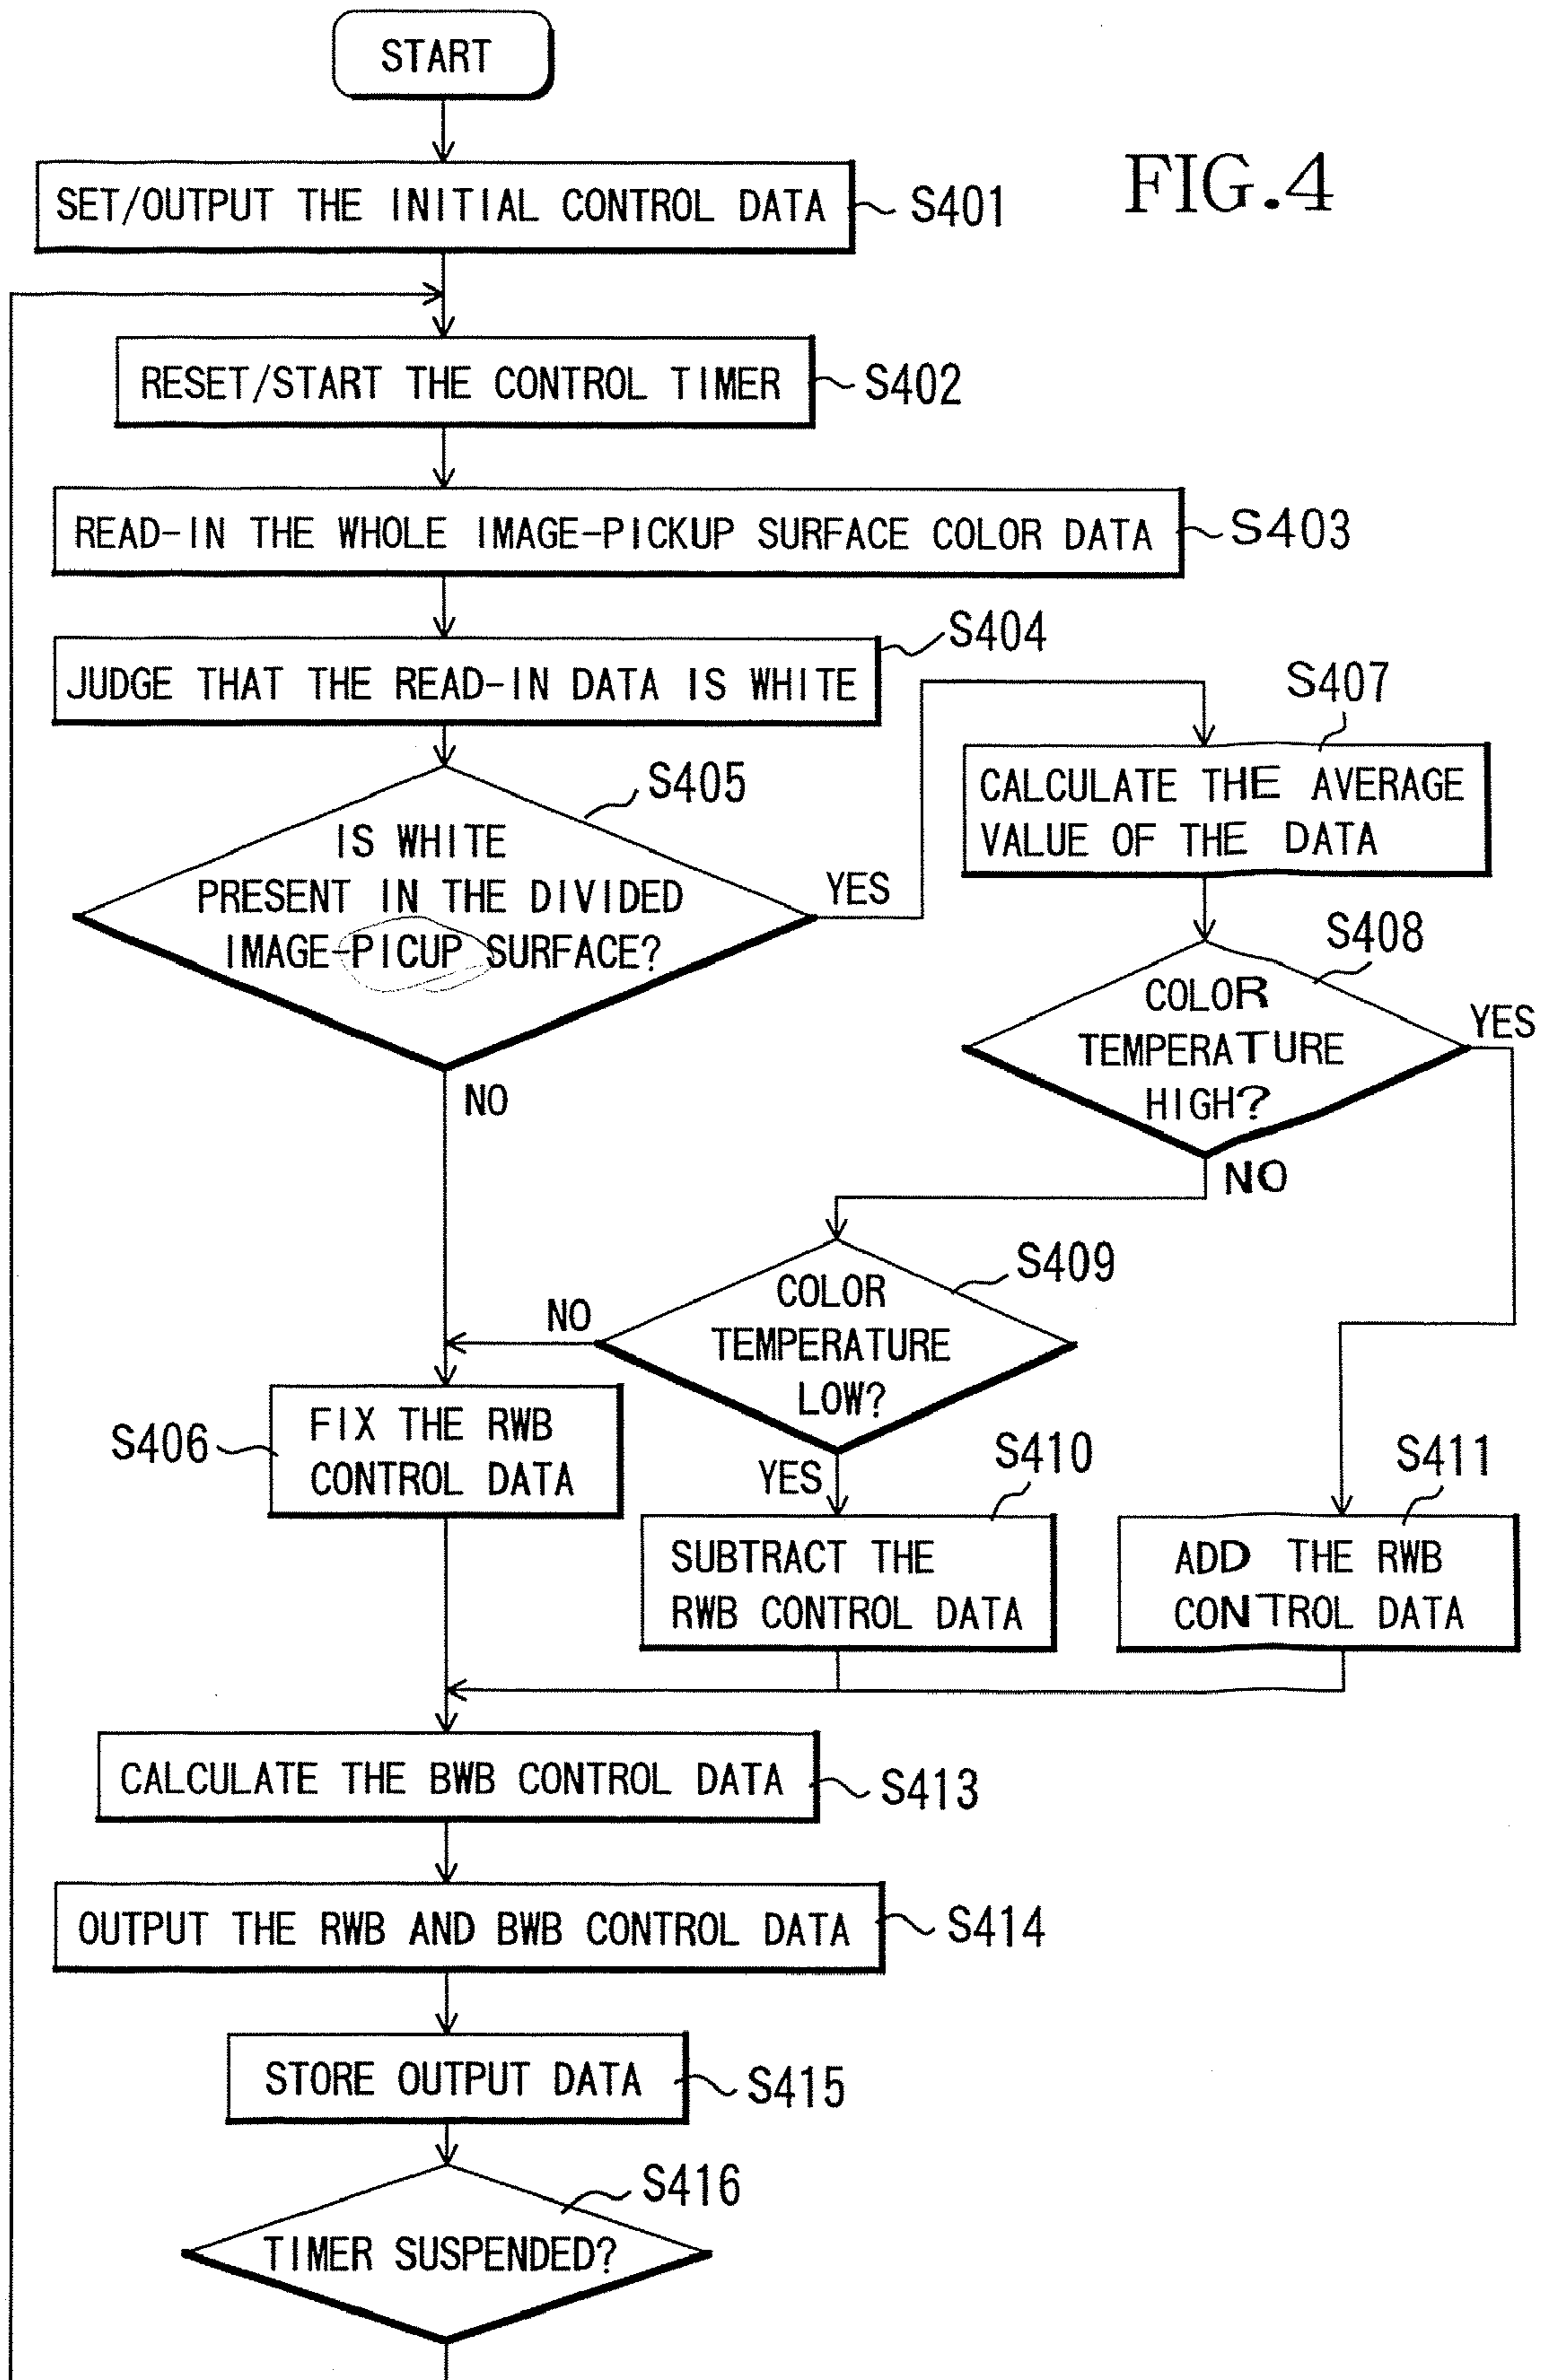 START
FIG.4
SET/OUTPUT THE INITIAL CONTROL DATA
S401
RESET/START THE CONTROL TIMER
S402
READ-IN THE WHOLE IMAGE-PICKUP SURFACE COLOR DATA
S403
JUDGE THAT THE READ-IN DATA IS WHITE
S404
S405
IS WHITE
PRESENT IN THE DIVIDED
IMAGE-PICUP SURFACE?
YES
NO
S407
CALCULATE THE AVERAGE
VALUE OF THE DATA
S408
COLOR
TEMPERATURE
HIGH?
YES
NO
S409
COLOR
TEMPERATURE
LOW?
NO
YES
S406
FIX THE RWB
CONTROL DATA
S410
SUBTRACT THE
RWB CONTROL DATA
S411
ADD THE RWB
CONTROL DATA
CALCULATE THE BWB CONTROL DATA
S413
OUTPUT THE RWB AND BWB CONTROL DATA
S414
STORE OUTPUT DATA
S415
S416
TIMER SUSPENDED?